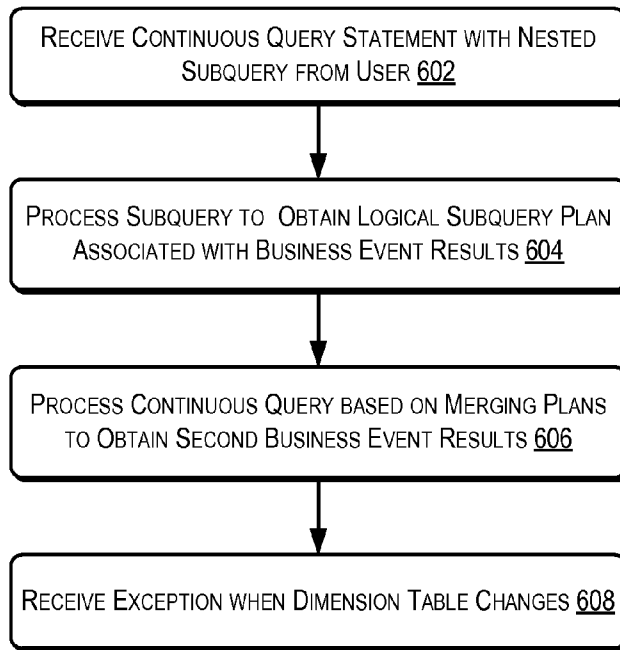 RECEIVE CONTINUOUS QUERY STATEMENT WITH NESTED
SUBQUERY FROM USER 602
PROCESS SUBQUERY TO OBTAIN LOGICAL SUBQUERY PLAN
ASSOCIATED WITH BUSINESS EVENT RESULTS 604
PROCESS CONTINUOUS QUERY BASED ON MERGING PLANS
TO OBTAIN SECOND BUSINESS EVENT RESULTS 606
RECEIVE EXCEPTION WHEN DIMENSION TABLE CHANGES 608